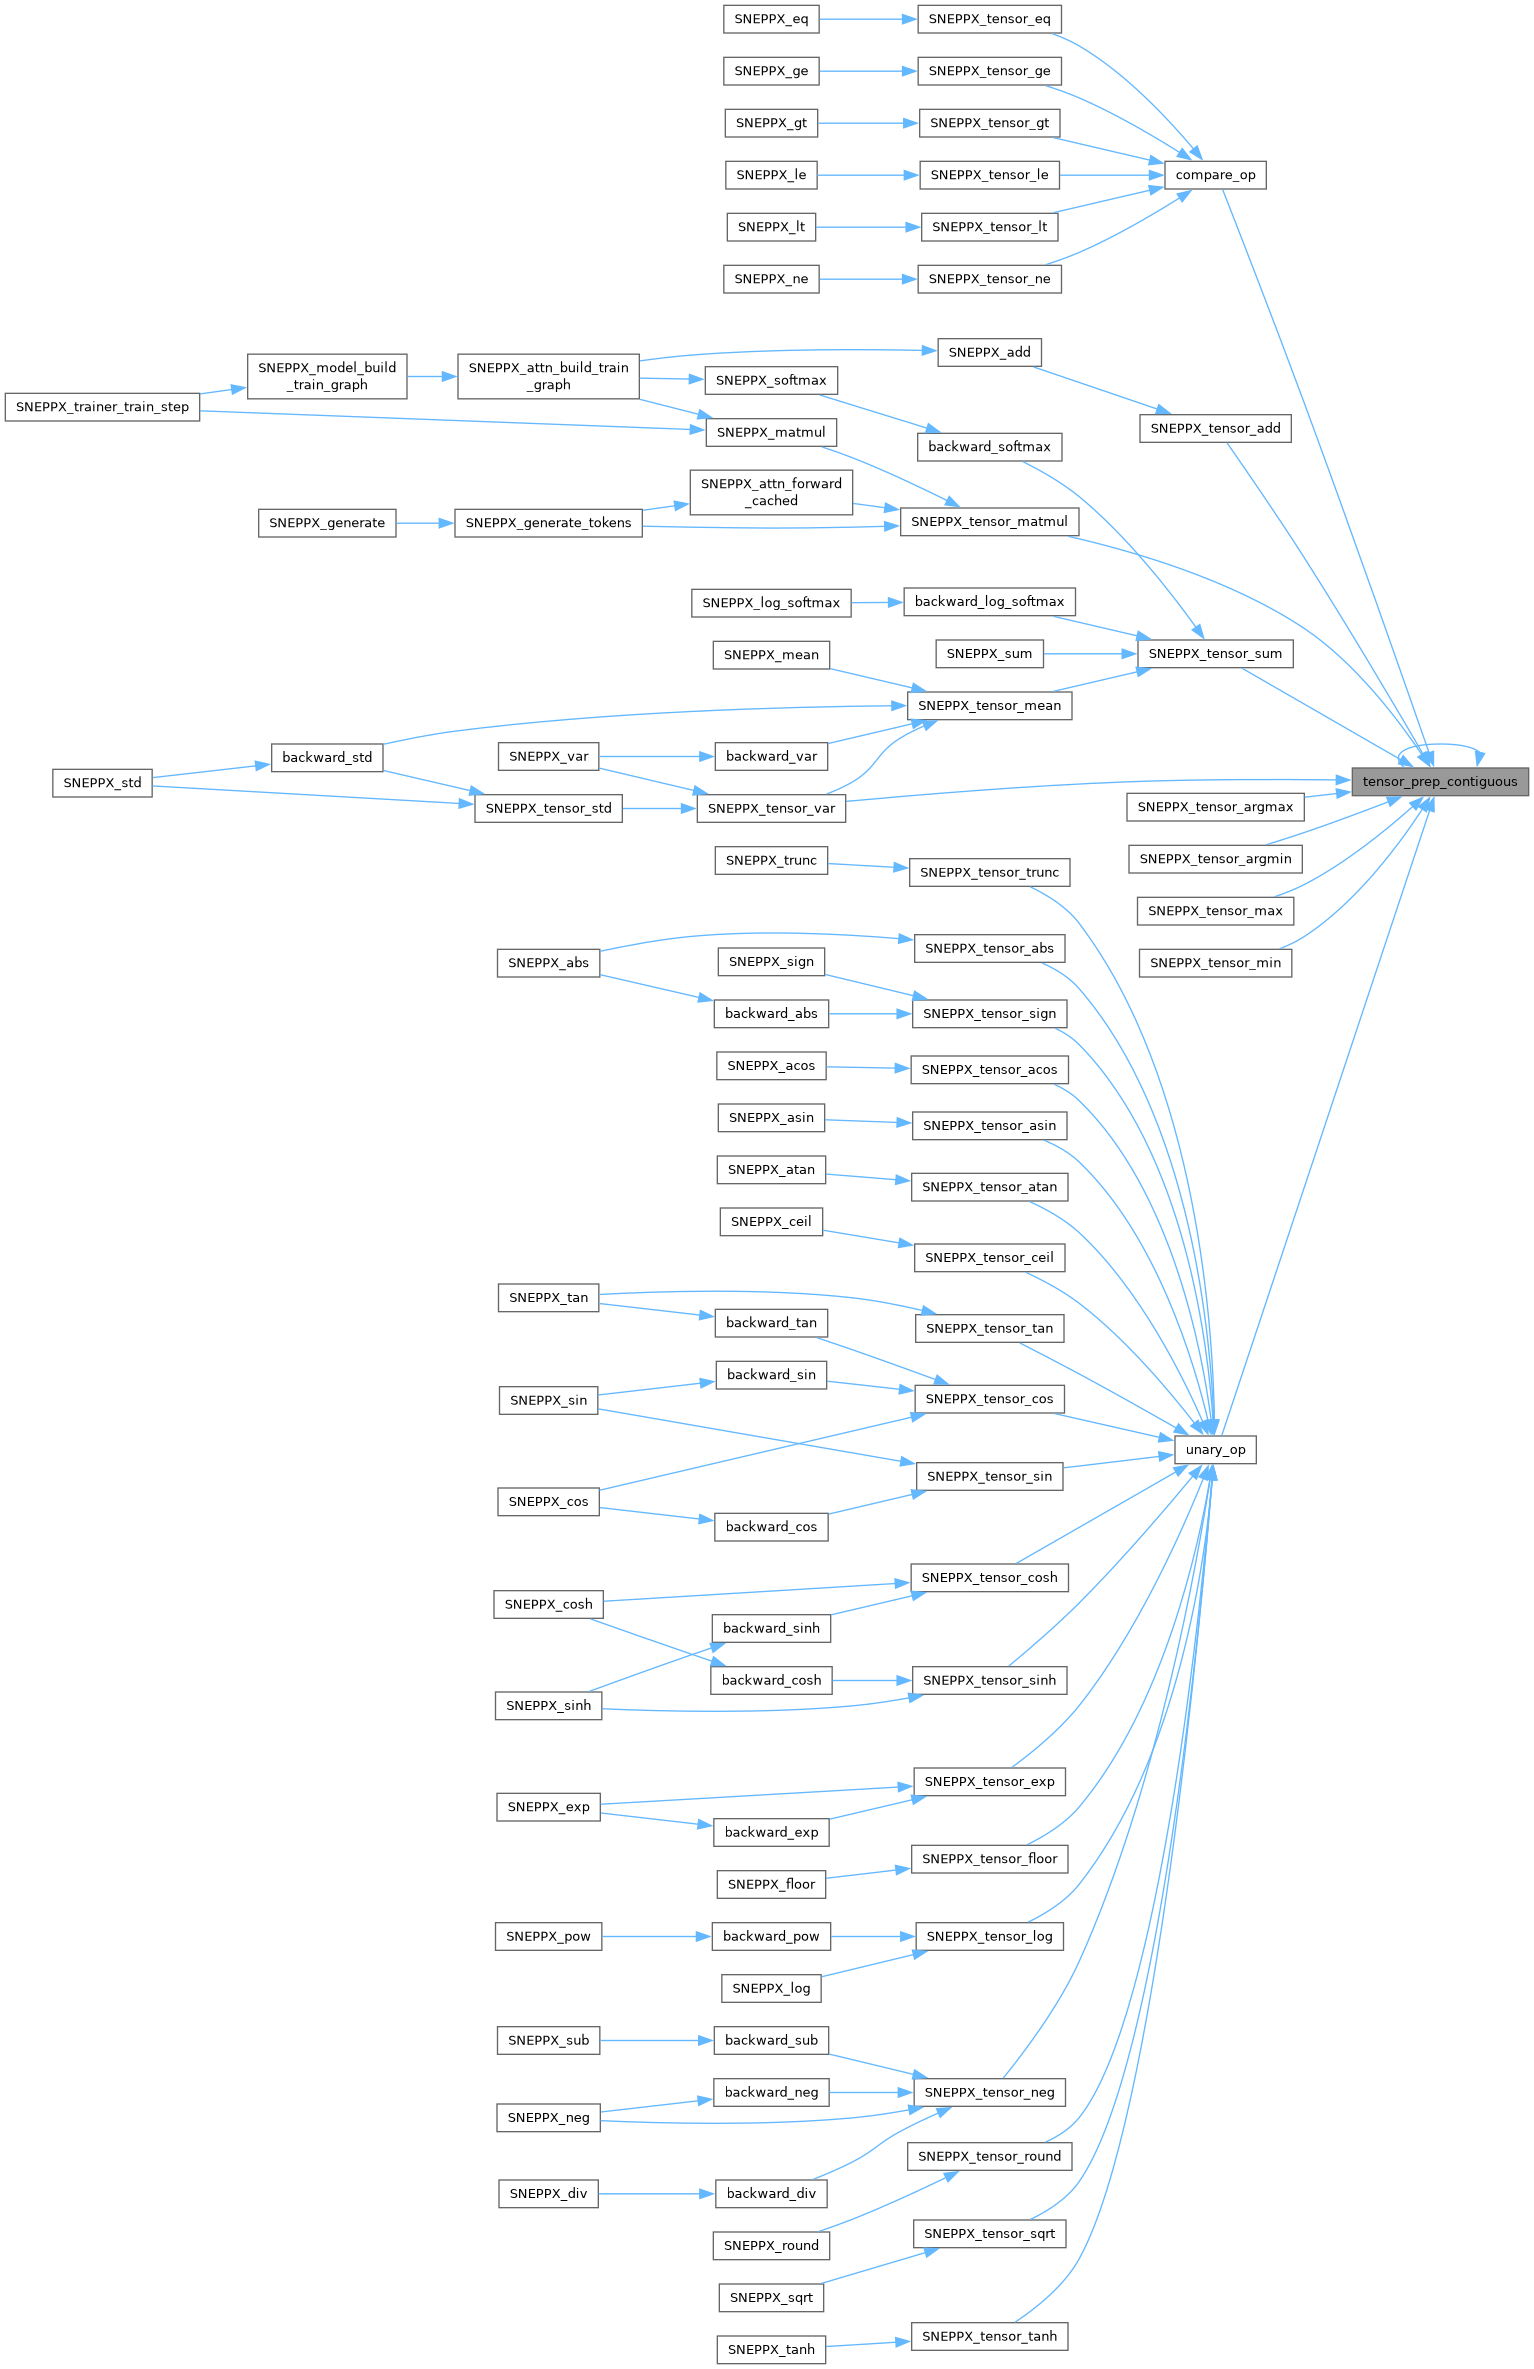 SNEPPX_eq
SNEPPX_tensor_eq
SNEPPX_ge
SNEPPX_tensor_ge
SNEPPX_gt
SNEPPX_tensor_gt
SNEPPX_le
SNEPPX_tensor_le
compare_op
SNEPPX_lt
SNEPPX_tensor_lt
SNEPPX_ne
SNEPPX_tensor_ne
SNEPPX_add
SNEPPX_model_build
_train_graph
SNEPPX_attn_build_train
_graph
SNEPPX_softmax
SNEPPX_trainer_train_step
SNEPPX_matmul
SNEPPX_tensor_add
backward_softmax
SNEPPX_attn_forward
_cached
SNEPPX_generate
SNEPPX_generate_tokens
SNEPPX_tensor_matmul
SNEPPX_log_softmax
backward_log_softmax
SNEPPX_mean
SNEPPX_sum
SNEPPX_tensor_sum
SNEPPX_tensor_mean
backward_std
SNEPPX_var
backward_var
SNEPPX_std
tensor_prep_contiguous
SNEPPX_tensor_std
SNEPPX_tensor_var
SNEPPX_tensor_argmax
SNEPPX_trunc
SNEPPX_tensor_trunc
SNEPPX_tensor_argmin
SNEPPX_tensor_max
SNEPPX_abs
SNEPPX_sign
SNEPPX_tensor_abs
SNEPPX_tensor_min
backward_abs
SNEPPX_tensor_sign
SNEPPX_acos
SNEPPX_tensor_acos
SNEPPX_asin
SNEPPX_tensor_asin
SNEPPX_atan
SNEPPX_tensor_atan
SNEPPX_ceil
SNEPPX_tensor_ceil
SNEPPX_tan
backward_tan
SNEPPX_tensor_tan
backward_sin
SNEPPX_sin
SNEPPX_tensor_cos
unary_op
SNEPPX_tensor_sin
SNEPPX_cos
backward_cos
SNEPPX_tensor_cosh
SNEPPX_cosh
backward_sinh
backward_cosh
SNEPPX_tensor_sinh
SNEPPX_sinh
SNEPPX_tensor_exp
SNEPPX_exp
backward_exp
SNEPPX_tensor_floor
SNEPPX_floor
SNEPPX_pow
backward_pow
SNEPPX_tensor_log
SNEPPX_log
SNEPPX_sub
backward_sub
backward_neg
SNEPPX_tensor_neg
SNEPPX_neg
SNEPPX_tensor_round
SNEPPX_div
backward_div
SNEPPX_tensor_sqrt
SNEPPX_round
SNEPPX_sqrt
SNEPPX_tensor_tanh
SNEPPX_tanh